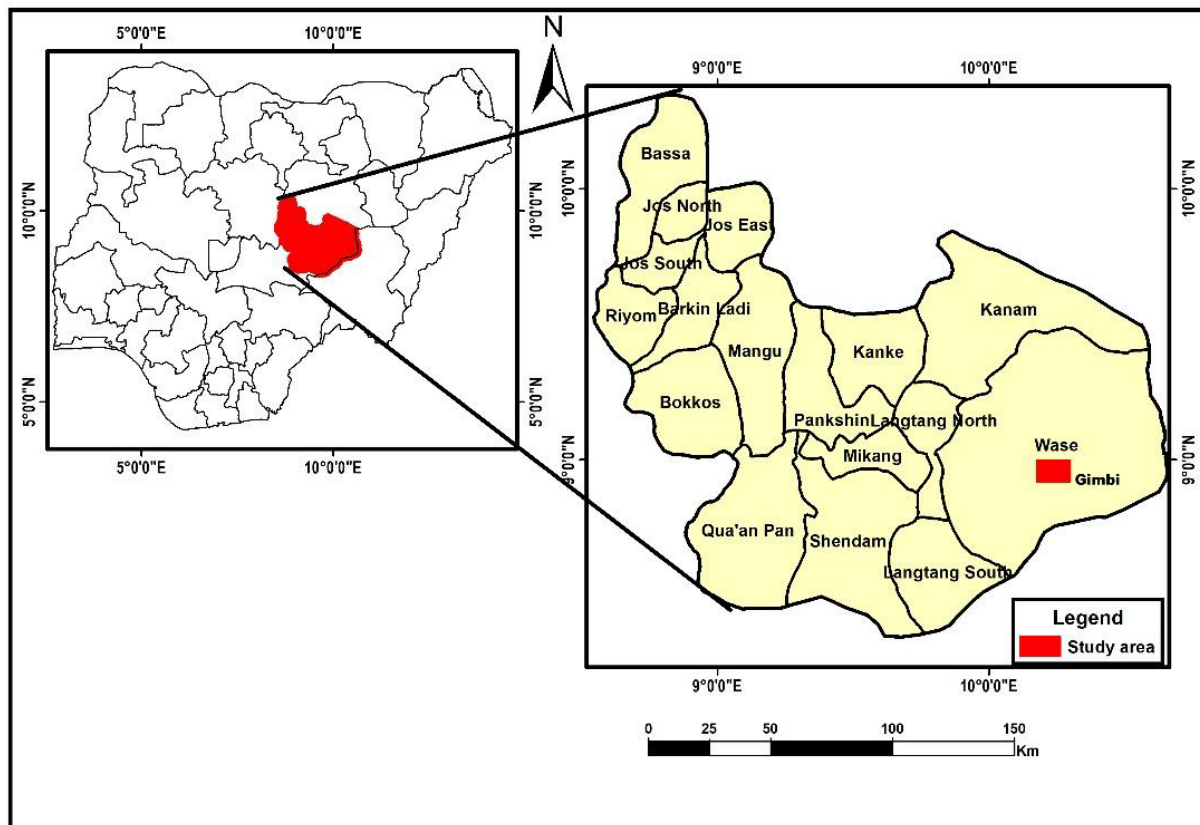 N
5°0'0"E
10°0'0"E
10°0'0"N
5°0'0"N
10°0'0"N
5°0'0"N
5°0'0"E
10°0'0"E
9°0'0"E
10°0'0"E
10°0'0"N
9°0'0"N
10°0'0"N
9°0'0"N
Bassa
Jos North
Jos East
Jos South
Riyom
Barkin Ladi
Kanam
Mangu
Kanke
Bokkos
Pankshin
Langtang North
Mikang
Wase
Gimbi
Qua'an Pan
Shendam
Langtang South
Legend
Study area
9°0'0"E
10°0'0"E
0 25 50 100 150
Km